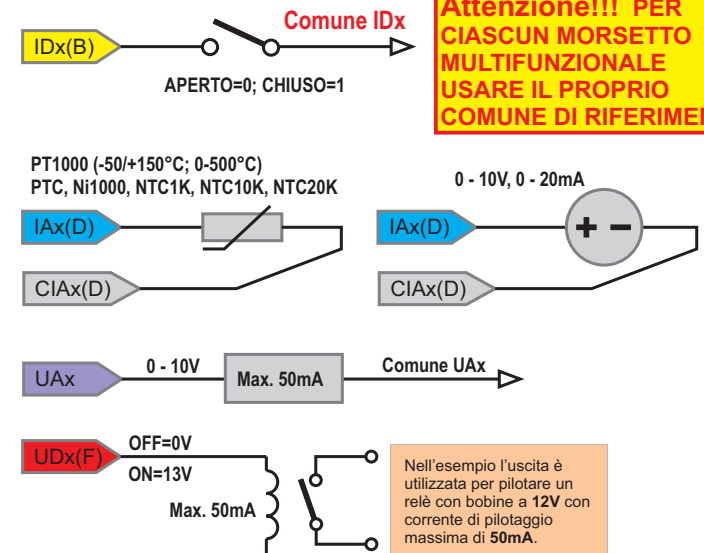 Attenzione!!! PER
CIASCUN MORSETTO
MULTIFUNZIONALE
USARE IL PROPRIO
COMUNE DI RIFERIMEI
Comune IDx
IDx(B)
APERTO=0; CHIUSO=1
PT1000 (-50/+150°C; 0-500°C)
PTC, Ni1000, NTC1K, NTC10K, NTC20K
IAx(D)
CIAx(D)
0 - 10V, 0 - 20mA
IAx(D)
+ -
CIAx(D)
UAx
0 - 10V
Max. 50mA
Comune UAx
UDx(F)
OFF=0V
ON=13V
Max. 50mA
Nell'esempio l'uscita è
utilizzata per pilotare un
relè con bobine a 12V con
corrente di pilotaggio
massima di 50mA.